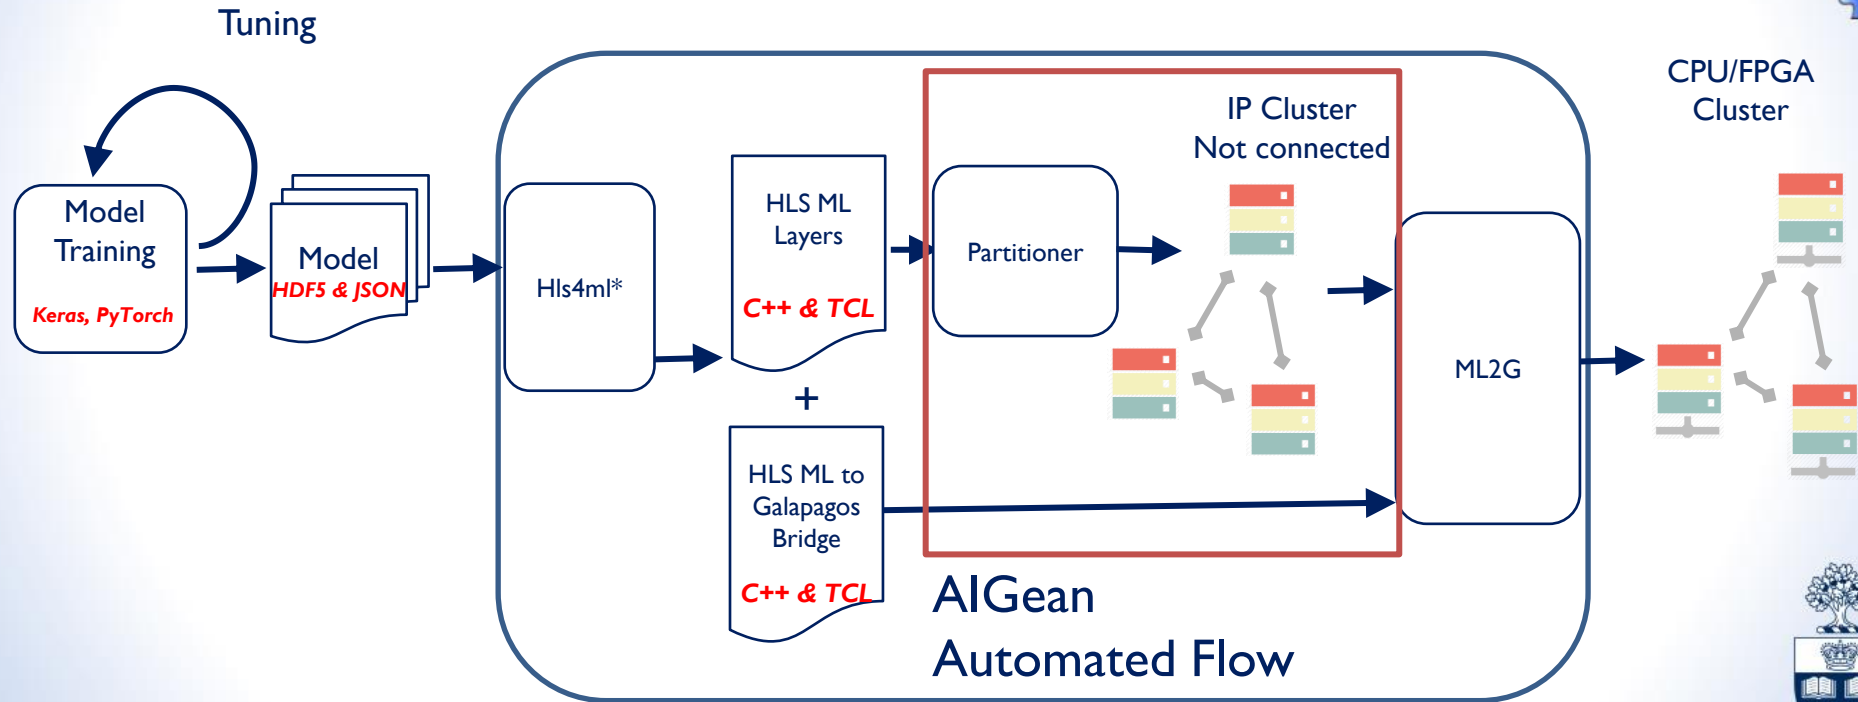 Tuning
Model
Training
Keras, PyTorch
Model
HDF5 & JSON
Hls4ml*
HLS ML
Layers
C++ & TCL
+
HLS ML to
Galapagos
Bridge
C++ & TCL
Partitioner
IP Cluster
Not connected
ML2G
CPU/FPGA
Cluster
AIGean
Automated Flow